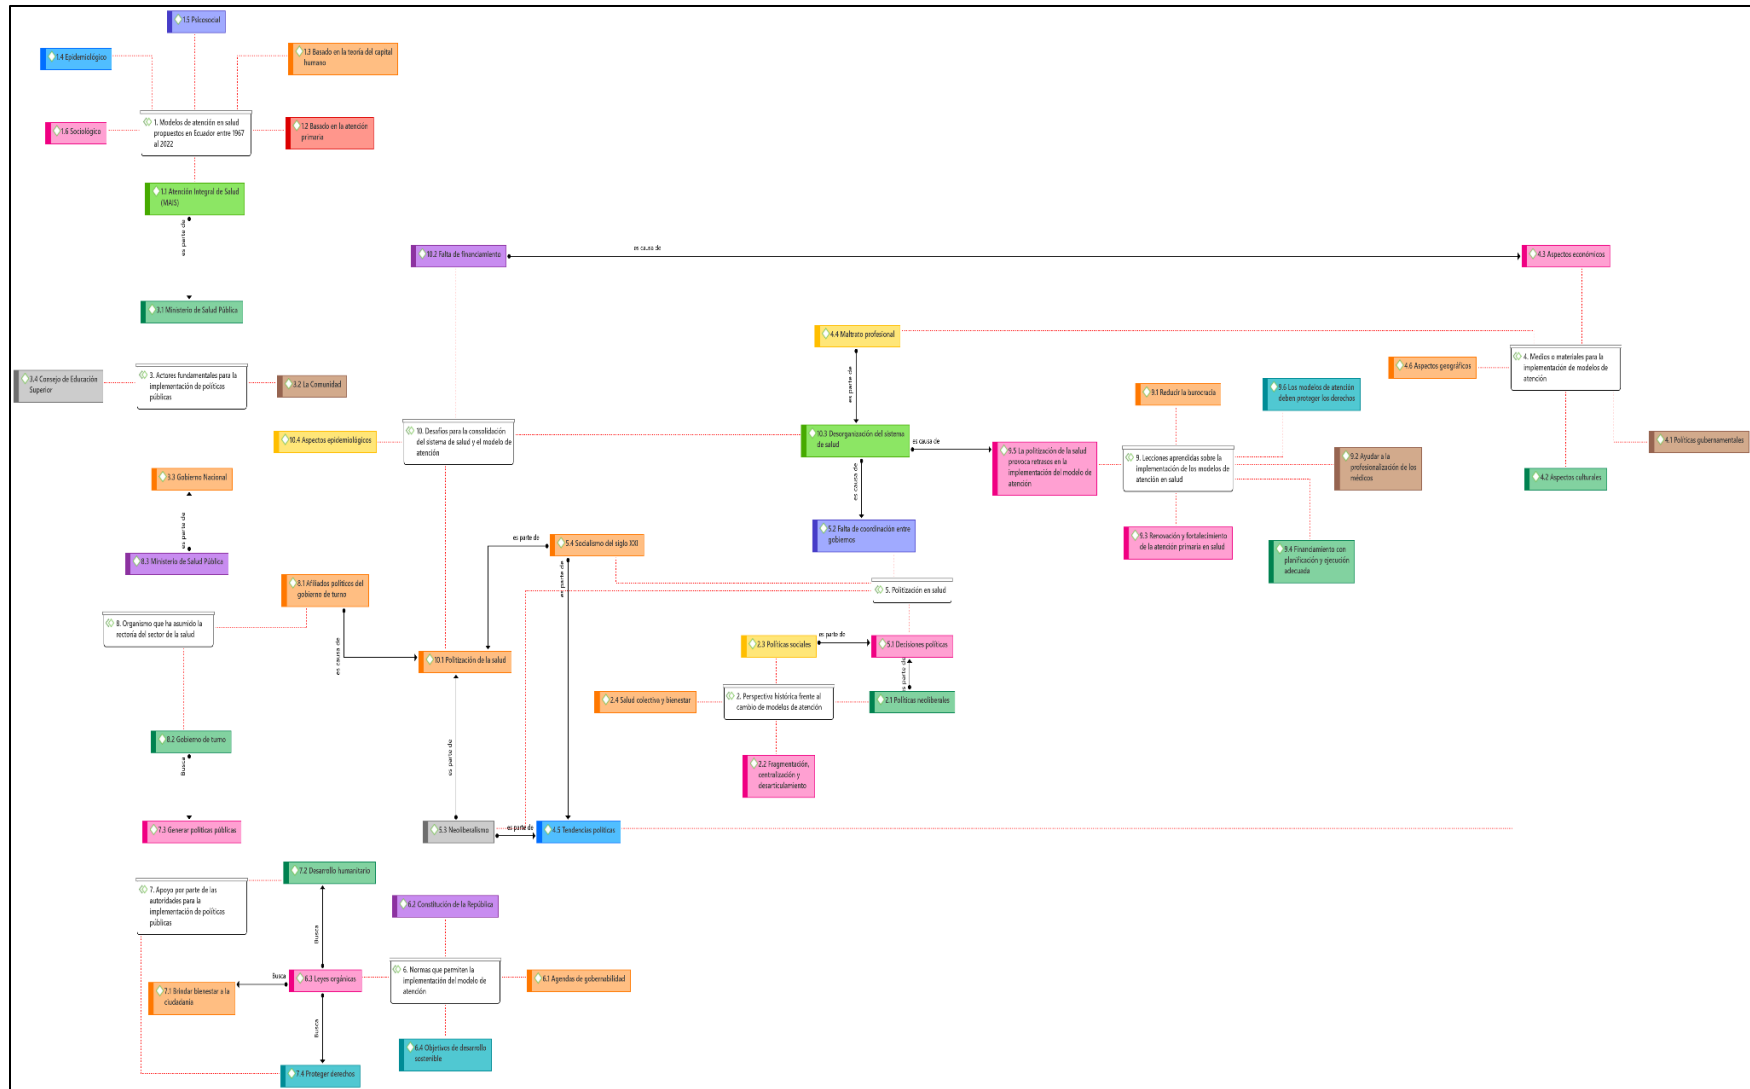 1.5 Psicosocial
1.4 Epidemiológico
1.3 Basado en la teoría del capital
humano
1. Modelos de atención en salud
propuestos en Ecuador entre 1967
al 2022
1.6 Sociológico
1.2 Basado en la atención
primaria
1.1 Atención Integral de Salud
(MAIS)
es parte de
3.1 Ministerio de Salud Pública
3.4 Consejo de Educación
Superior
3. Actores fundamentales para la
implementación de políticas
públicas
3.2 La Comunidad
10.2 Falta de financiamiento
es causa de
4.3 Aspectos económicos
4.4 Maltrato profesional
es parte de
4.6 Aspectos geográficos
4. Medios o materiales para la
implementación de modelos de
atención
4.1 Políticas gubernamentales
4.2 Aspectos culturales
10.4 Aspectos epidemiológicos
10. Desafíos para la consolidación
del sistema de salud y el modelo de
atención
10.3 Desorganización del sistema
de salud
es causa de
9.5 La politización de la salud
provoca retrasos en la
implementación del modelo de
atención
9.1 Reducir la burocracia
9.6 Los modelos de atención
deben proteger los derechos
9. Lecciones aprendidas sobre la
implementación de los modelos de
atención en salud
9.2 Ayudar a la
profesionalización de los
médicos
9.3 Renovación y fortalecimiento
de la atención primaria en salud
9.4 Financiamiento con
planificación y ejecución
adecuada
es causa de
5.2 Falta de coordinación entre
gobiernos
3.3 Gobierno Nacional
es parte de
8.3 Ministerio de Salud Pública
8.1 Afiliados políticos del
gobierno de turno
8. Organismo que ha asumido la
rectoría del sector de la salud
es causa de
es parte de
5.4 Socialismo del siglo XXI
es parte de
5. Politización en salud
10.1 Politización de la salud
2.3 Políticas sociales
es parte de
5.1 Decisiones políticas
es parte de
2.4 Salud colectiva y bienestar
2. Perspectiva histórica frente al
cambio de modelos de atención
2.1 Políticas neoliberales
2.2 Fragmentación,
centralización y
desarticulamiento
8.2 Gobierno de turno
Busca
es parte de
7.3 Generar políticas públicas
5.3 Neoliberalismo
es parte de
4.5 Tendencias políticas
7.2 Desarrollo humanitario
7. Apoyo por parte de las
autoridades para la
implementación de políticas
públicas
6.2 Constitución de la República
Busca
Busca
6.3 Leyes orgánicas
6. Normas que permiten la
implementación del modelo de
atención
6.1 Agendas de gobernabilidad
7.1 Brindar bienestar a la
ciudadanía
Busca
6.4 Objetivos de desarrollo
sostenible
7.4 Proteger derechos